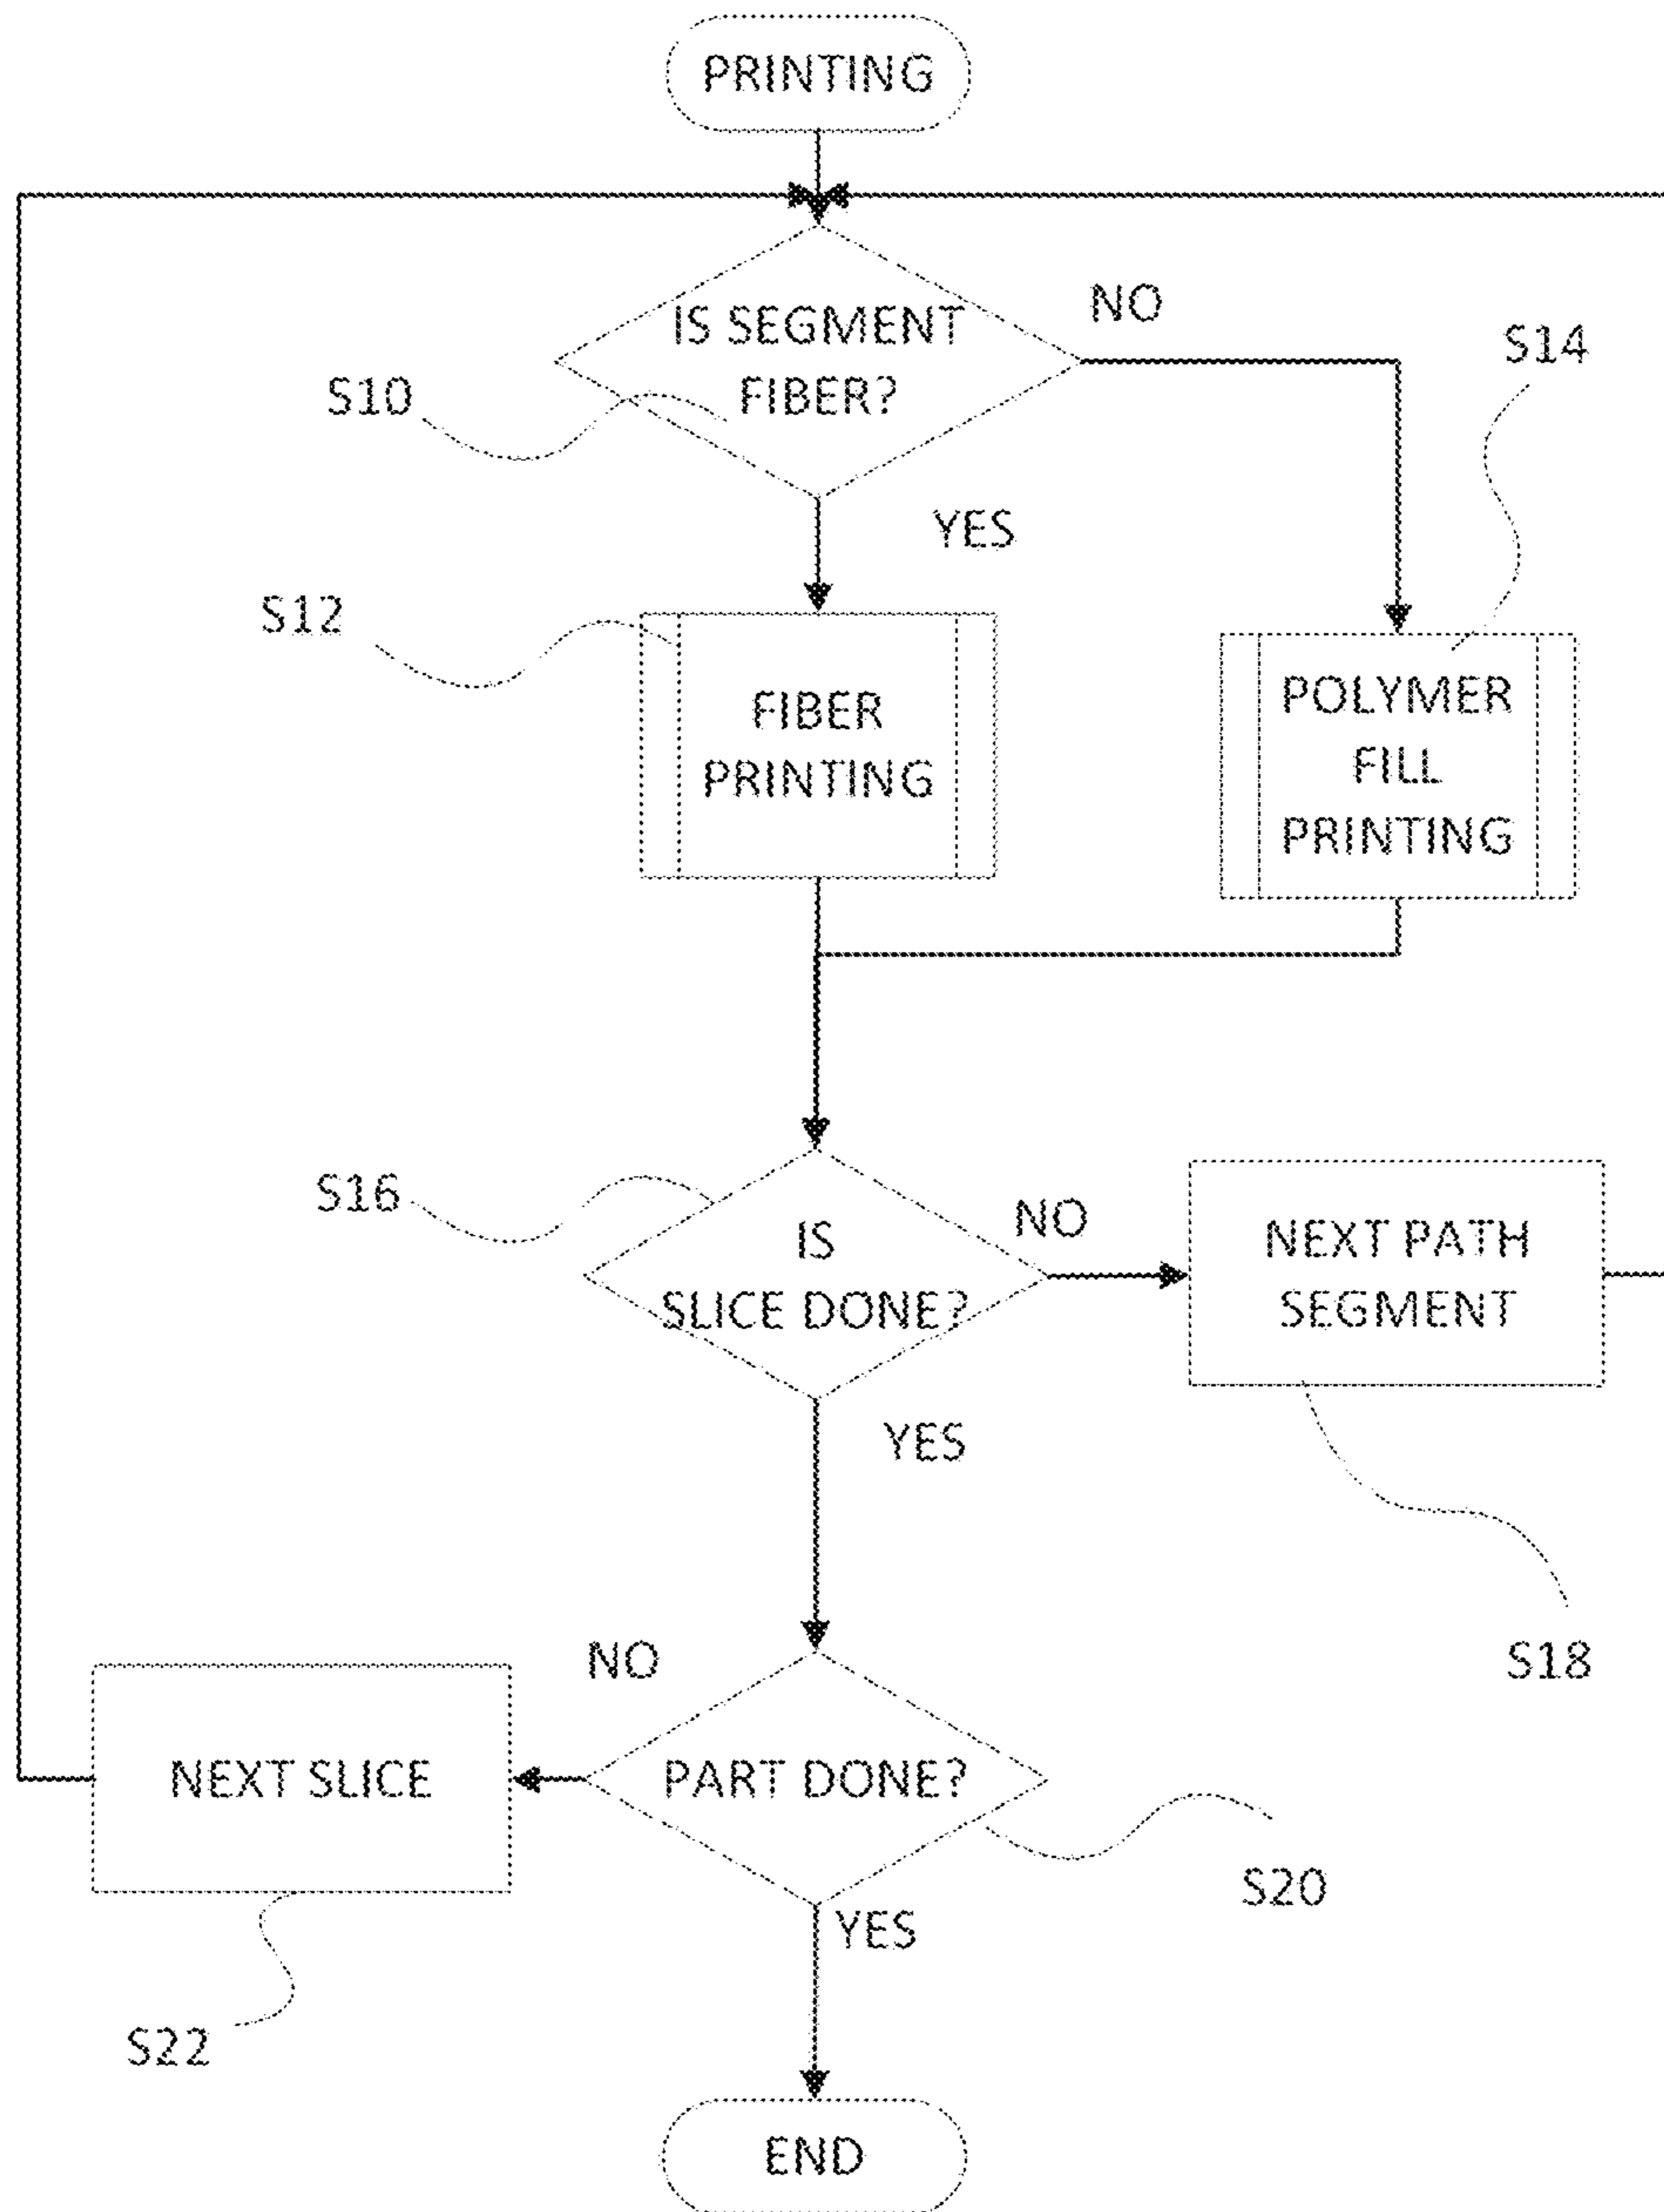 PRINTING
IS SEGMENT
FIBER?
NO
S10
S14
YES
S12
FIBER
PRINTING
POLYMER
FILL
PRINTING
S16
IS
SLICE DONE?
NO
NEXT PATH
SEGMENT
YES
S18
NO
NEXT SLICE
PART DONE?
S20
YES
S22
END